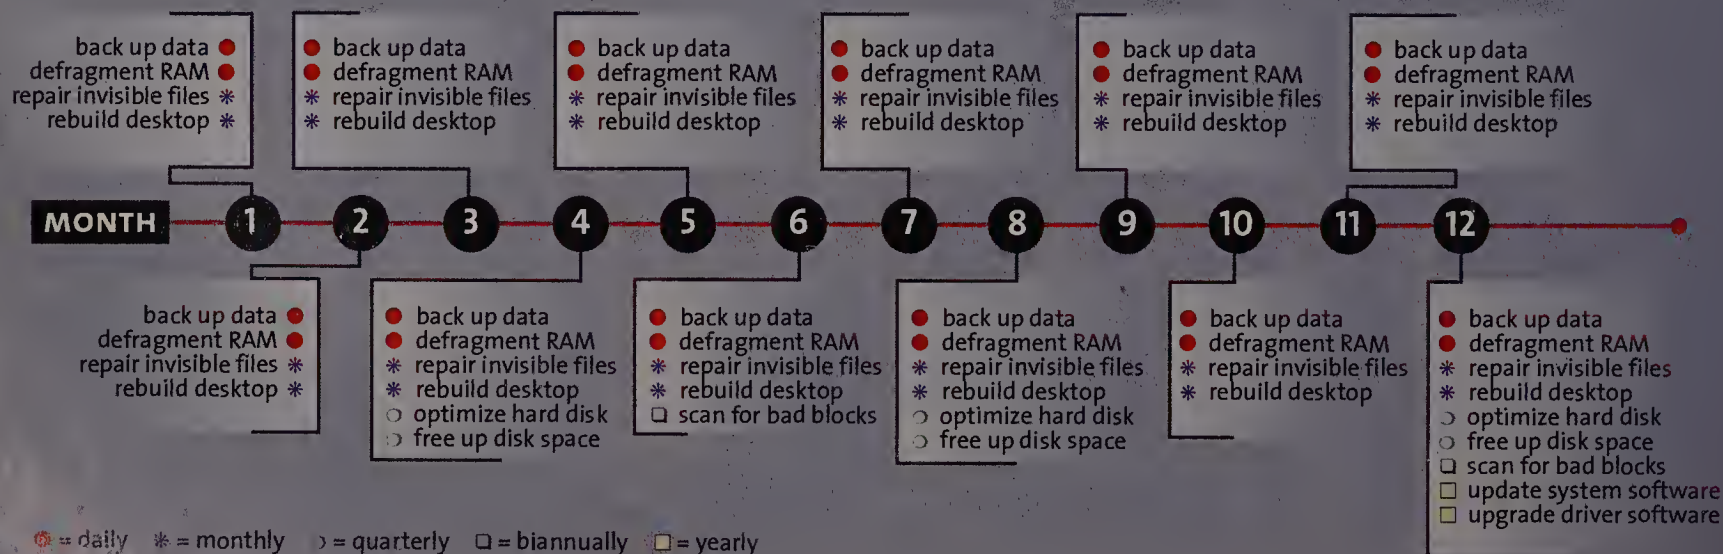 back up data
defragment RAM
repair invisible files *
rebuild desktop *
back up data
defragment RAM
* repair invisible files
* rebuild desktop
back up data
defragment RAM
* repair invisible files
* rebuild desktop
back up data
defragment RAM
* repair invisible files
* rebuild desktop
back up data
defragment RAM
* repair invisible files
* rebuild desktop
back up data
defragment RAM
* repair invisible files
* rebuild desktop
MONTH 1 2 3 4 5 6 7 8 9 10 11 12
back up data
defragment RAM
repair invisible files *
rebuild desktop *
back up data
defragment RAM
* repair invisible files
* rebuild desktop
optimize hard disk
free up disk space
back up data
defragment RAM
* repair invisible files
* rebuild desktop
scan for bad blocks
back up data
defragment RAM
* repair invisible files
* rebuild desktop
optimize hard disk
free up disk space
back up data
defragment RAM
* repair invisible files
* rebuild desktop
back up data
defragment RAM
* repair invisible files
* rebuild desktop
optimize hard disk
free up disk space
scan for bad blocks
update system software
upgrade driver software
= daily * = monthly = quarterly = biannually = yearly